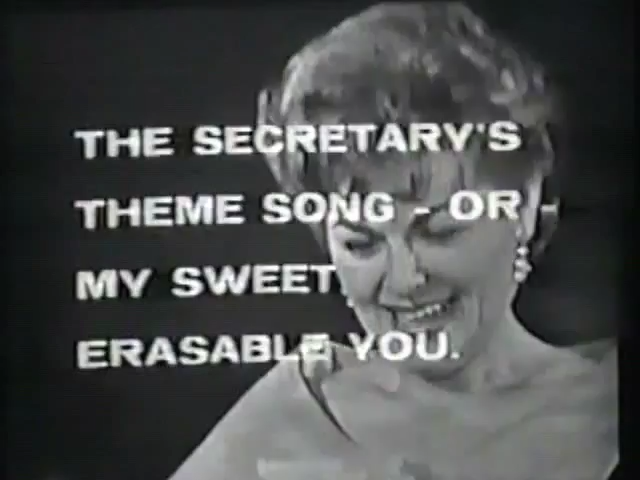 THE SECRETARY'S
THEME SONG - OR -
MY SWEET
ERASABLE YOU.